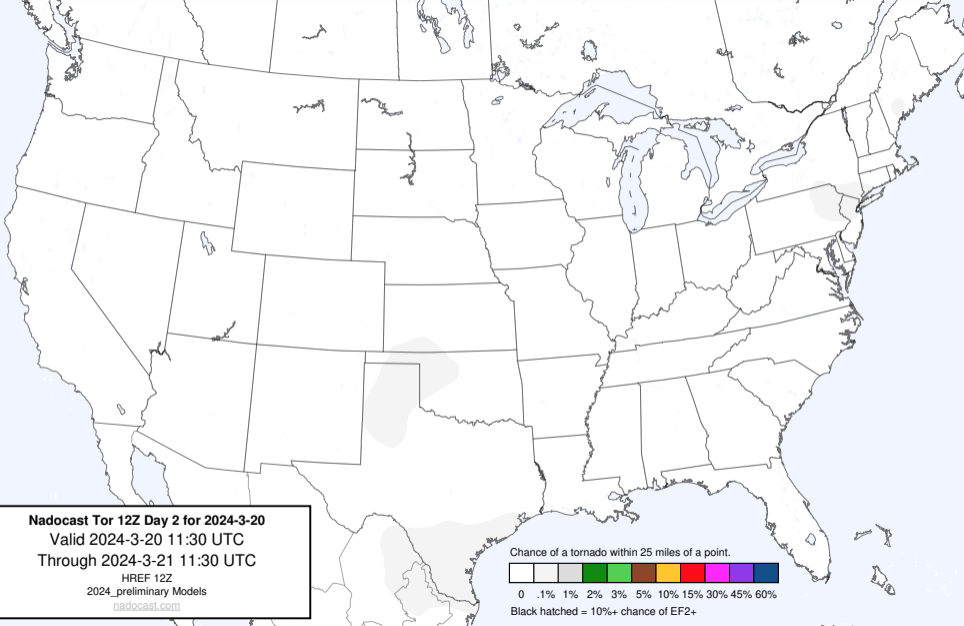 Nadocast Tor 12Z Day 2 for 2024-3-20
Valid 2024-3-20 11:30 UTC
Through 2024-3-21 11:30 UTC
HREF 12Z
2024_preliminary Models
nadocast.com
Chance of a tornado within 25 miles of a point.
0 .1% 1% 2% 3% 5% 10% 15% 30% 45% 60%
Black hatched = 10%+ chance of EF2+